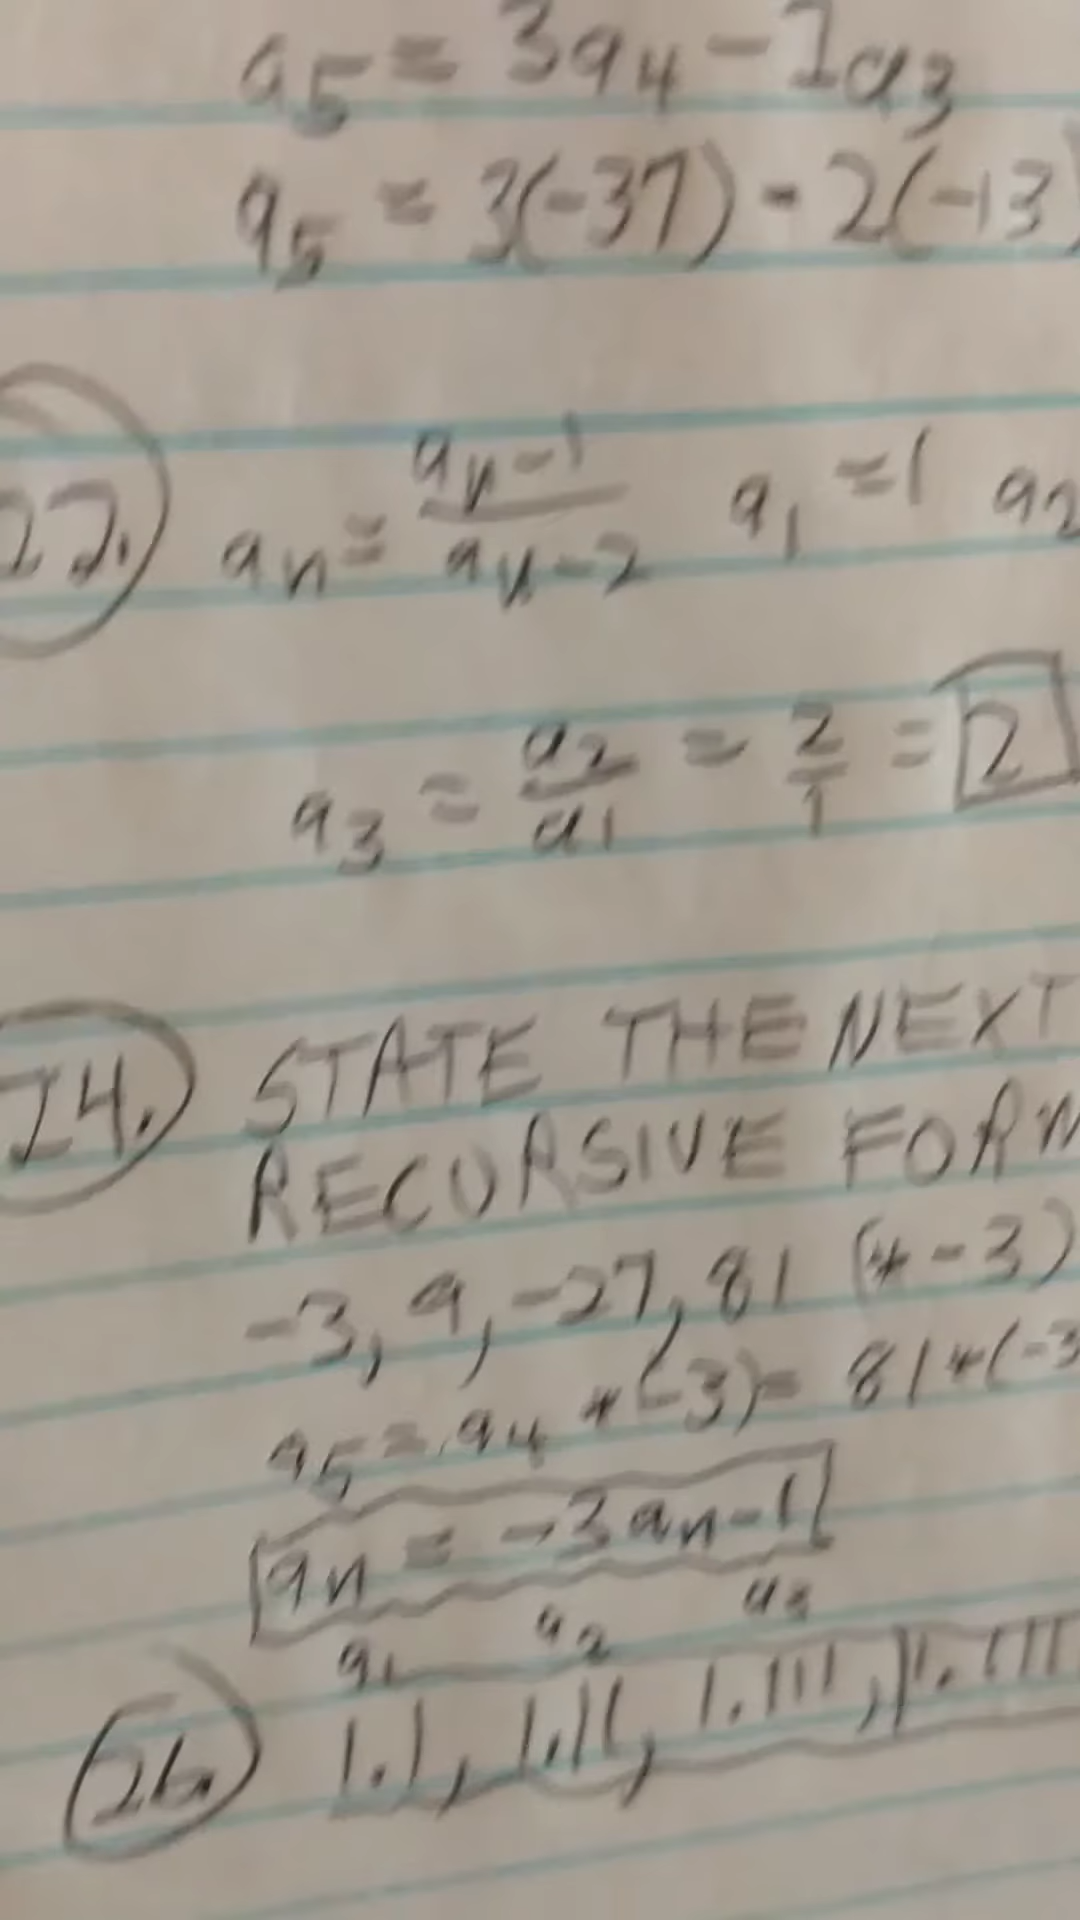 a5 = 3a4 - 2a3
a5 = 3(-37) - 2(-13)
22. an = an-1 / an-2 a1 = 1 a2
a3 = a2/a1 = 2/1 = 2
24. STATE THE NEXT
RECURSIVE FORM
-3, 9, -27, 81 (* -3)
a5 = a4 * (-3) = 81 * (-3
an = -3an-1
a1 a2 a3
26. 1.1, 1.11, 1.111, 1.111